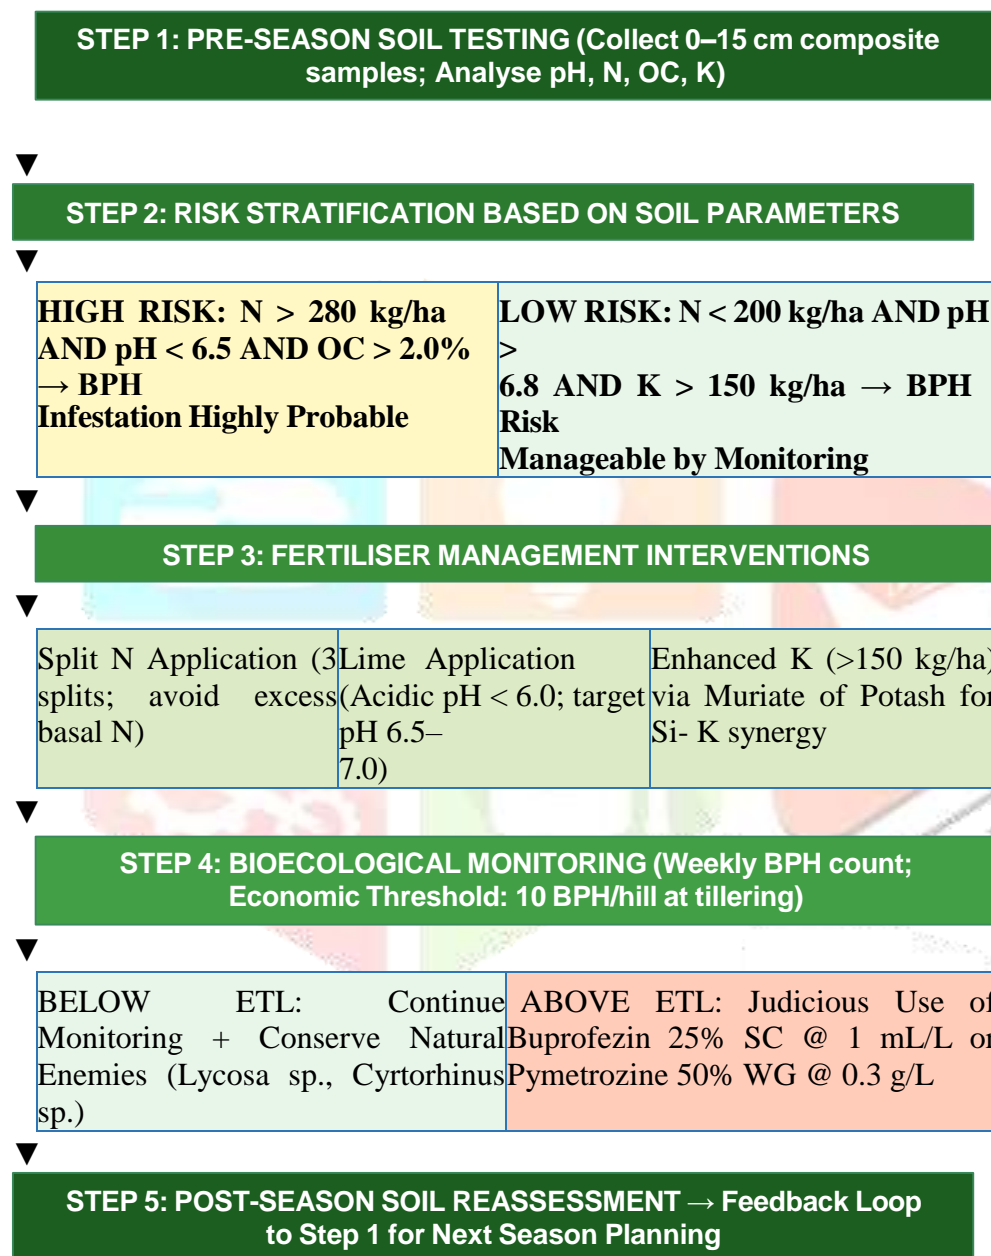 STEP 1: PRE-SEASON SOIL TESTING (Collect 0–15 cm composite
samples; Analyse pH, N, OC, K)
▼
STEP 2: RISK STRATIFICATION BASED ON SOIL PARAMETERS
▼
HIGH RISK: N > 280 kg/ha
AND pH < 6.5 AND OC > 2.0%
→ BPH
Infestation Highly Probable
LOW RISK: N < 200 kg/ha AND pH
>
6.8 AND K > 150 kg/ha → BPH
Risk
Manageable by Monitoring
▼
STEP 3: FERTILISER MANAGEMENT INTERVENTIONS
▼
Split N Application (3
splits; avoid excess
basal N)
Lime Application
(Acidic pH < 6.0; target
pH 6.5–
7.0)
Enhanced K (>150 kg/ha)
via Muriate of Potash for
Si- K synergy
▼
STEP 4: BIOECOLOGICAL MONITORING (Weekly BPH count;
Economic Threshold: 10 BPH/hill at tillering)
▼
BELOW ETL: Continue
Monitoring + Conserve Natural
Enemies (Lycosa sp., Cyrtorhinus
sp.)
ABOVE ETL: Judicious Use of
Buprofezin 25% SC @ 1 mL/L or
Pymetrozine 50% WG @ 0.3 g/L
▼
STEP 5: POST-SEASON SOIL REASSESSMENT → Feedback Loop
to Step 1 for Next Season Planning